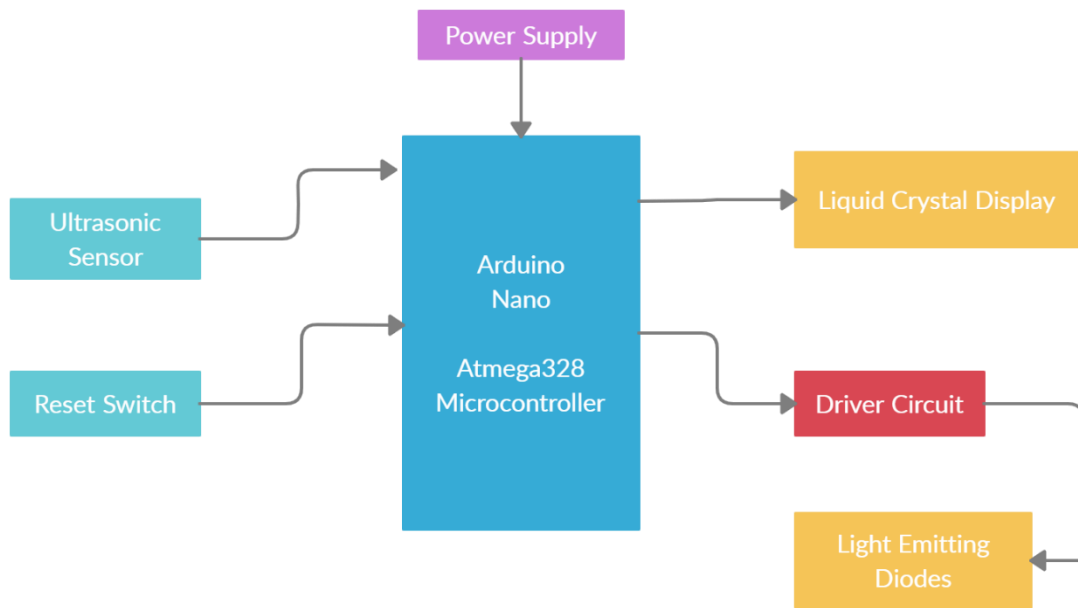 Power Supply
Ultrasonic
Sensor
Reset Switch
Arduino
Nano
Atmega328
Microcontroller
Liquid Crystal Display
Driver Circuit
Light Emitting
Diodes